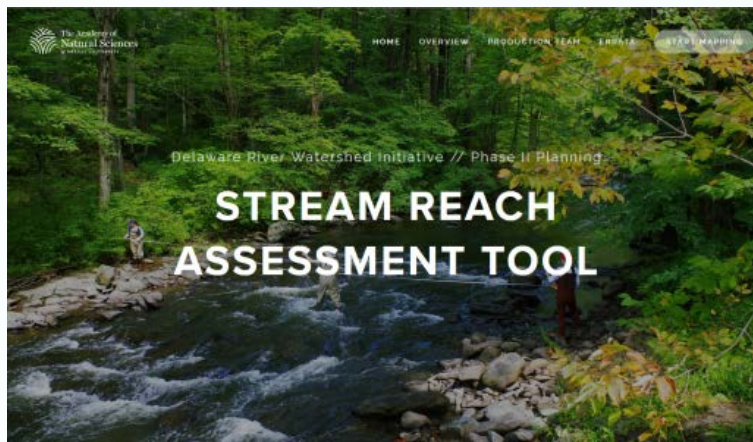 The Academy of
Natural Sciences
HOME OVERVIEW PRODUCTION TEAM ERRATA START MAPPING
Delaware River Watershed Initiative // Phase II Planning
STREAM REACH
ASSESSMENT TOOL